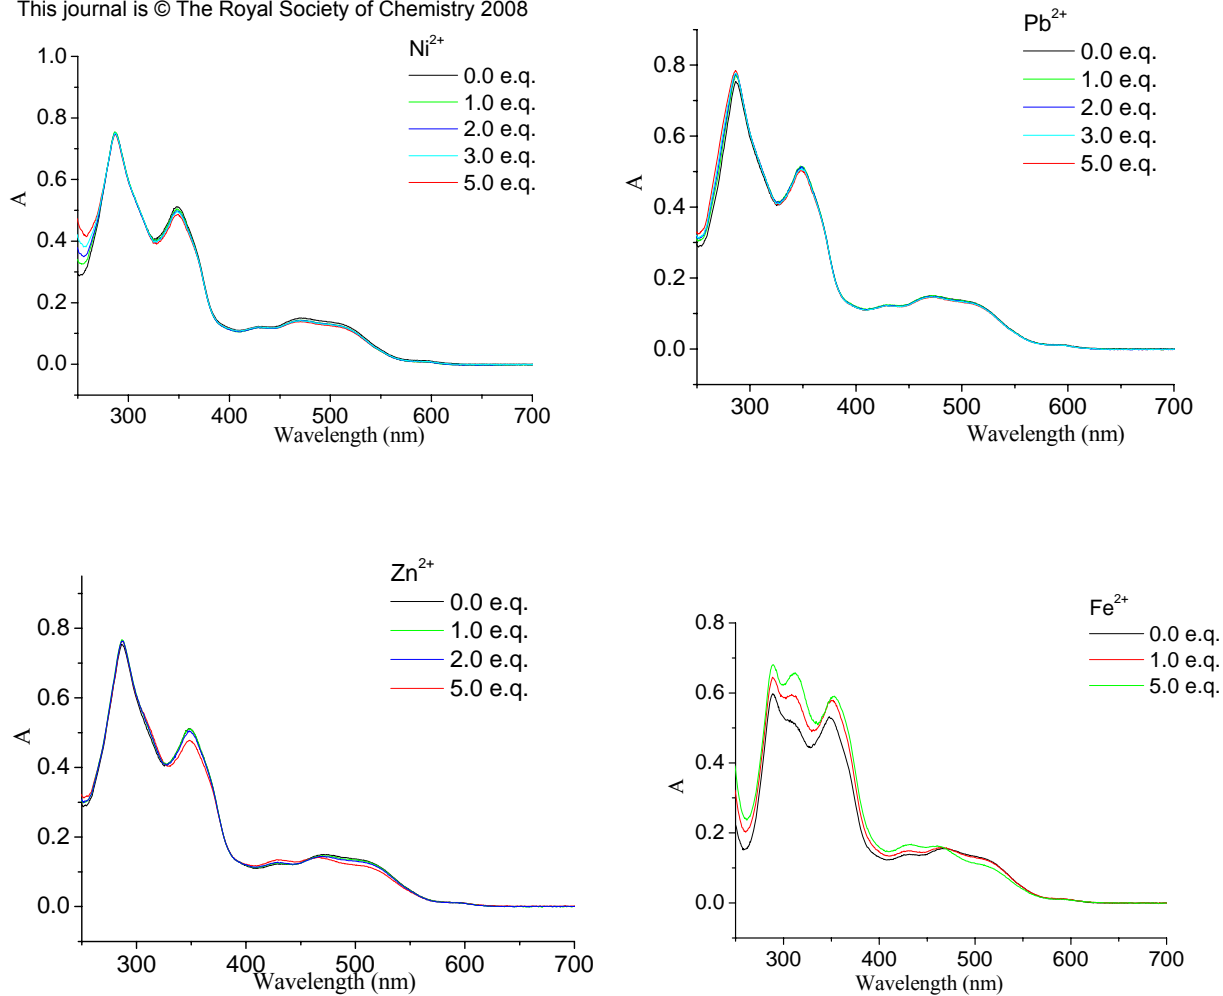 This journal is © The Royal Society of Chemistry 2008
Ni2+
0.0 e.q.
1.0 e.q.
2.0 e.q.
3.0 e.q.
5.0 e.q.
1.0
0.8
0.6
0.4
0.2
0.0
A
300 400 500 600 700
Wavelength (nm)
Pb2+
0.0 e.q.
1.0 e.q.
2.0 e.q.
3.0 e.q.
5.0 e.q.
0.8
0.6
0.4
0.2
0.0
A
300 400 500 600 700
Wavelength (nm)
Zn2+
0.0 e.q.
1.0 e.q.
2.0 e.q.
5.0 e.q.
0.8
0.6
0.4
0.2
0.0
A
300 400 500 600 700
Wavelength (nm)
Fe2+
0.0 e.q.
1.0 e.q.
5.0 e.q.
0.8
0.6
0.4
0.2
0.0
A
300 400 500 600 700
Wavelength (nm)